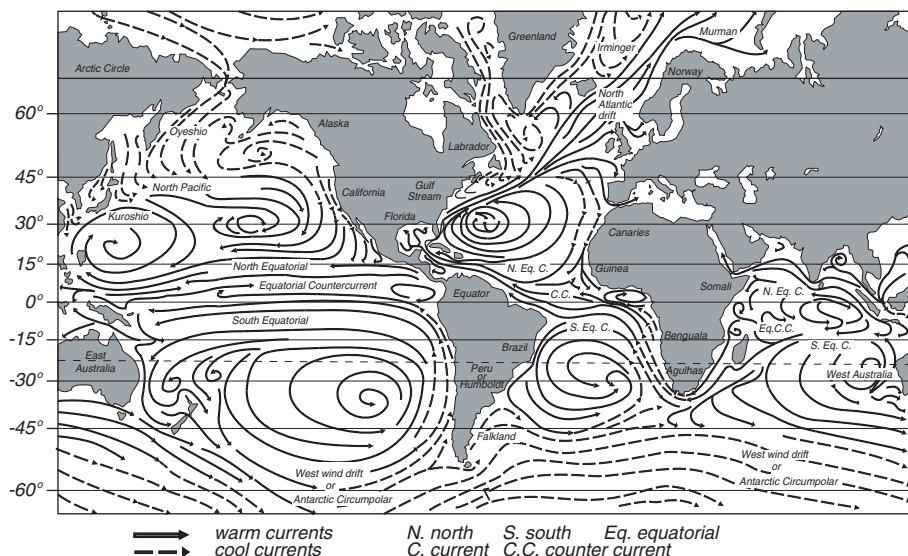 Greenland
Irminger
Murman
Arctic Circle
Norway
North
Atlantic
drift
60°
Alaska
Oyeshio
Labrador
45°
North Pacific
California
Gulf
Stream
Kuroshio
Florida
30°
Canaries
15°
North Equatorial
N. Eq. C.
Guinea
Somali
Equatorial Countercurrent
Equator
C.C.
N. Eq. C.
0°
South Equatorial
S. Eq. C.
Eq.C.C.
-15°
Brazil
Benguala
S. Eq. C.
East
Australia
Peru
or
Humboldt
Agulhas
West Australia
-30°
-45°
Falkland
West wind drift
or
Antarctic Circumpolar
West wind drift
or
Antarctic Circumpolar
-60°
warm currents N. north S. south Eq. equatorial
cool currents C. current C.C. counter current